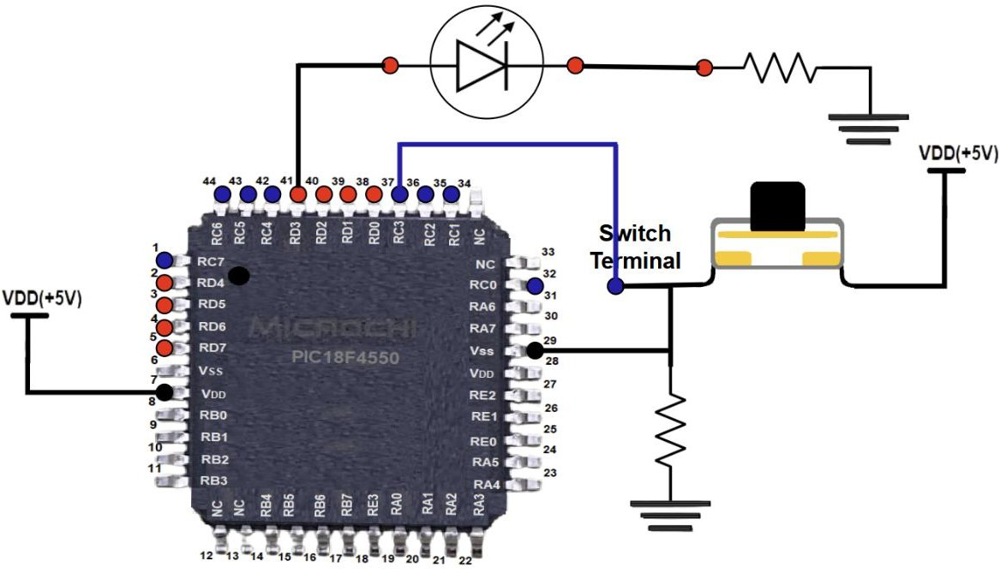 VDD(+5V)
44 43 42 41 40 39 38 37 36 35 34
RC6 RC5 RC4 RD3 RD2 RD1 RD0 RC3 RC2 RC1 NC
Switch
Terminal
1 RC7
2 RD4
3 RD5
4 RD6
5 RD7
6 VSS
7 VDD
8 RB0
9 RB1
10 RB2
11 RB3
VDD(+5V)
MICROCHI
PIC18F4550
NC 33
RC0 32
RA6 31
RA7 30
Vss 29
VDD 28
RE2 27
RE1 26
RE0 25
RA5 24
RA4 23
NC NC RB4 RB5 RB6 RB7 RE3 RA0 RA1 RA2 RA3
12 13 14 15 16 17 18 19 20 21 22